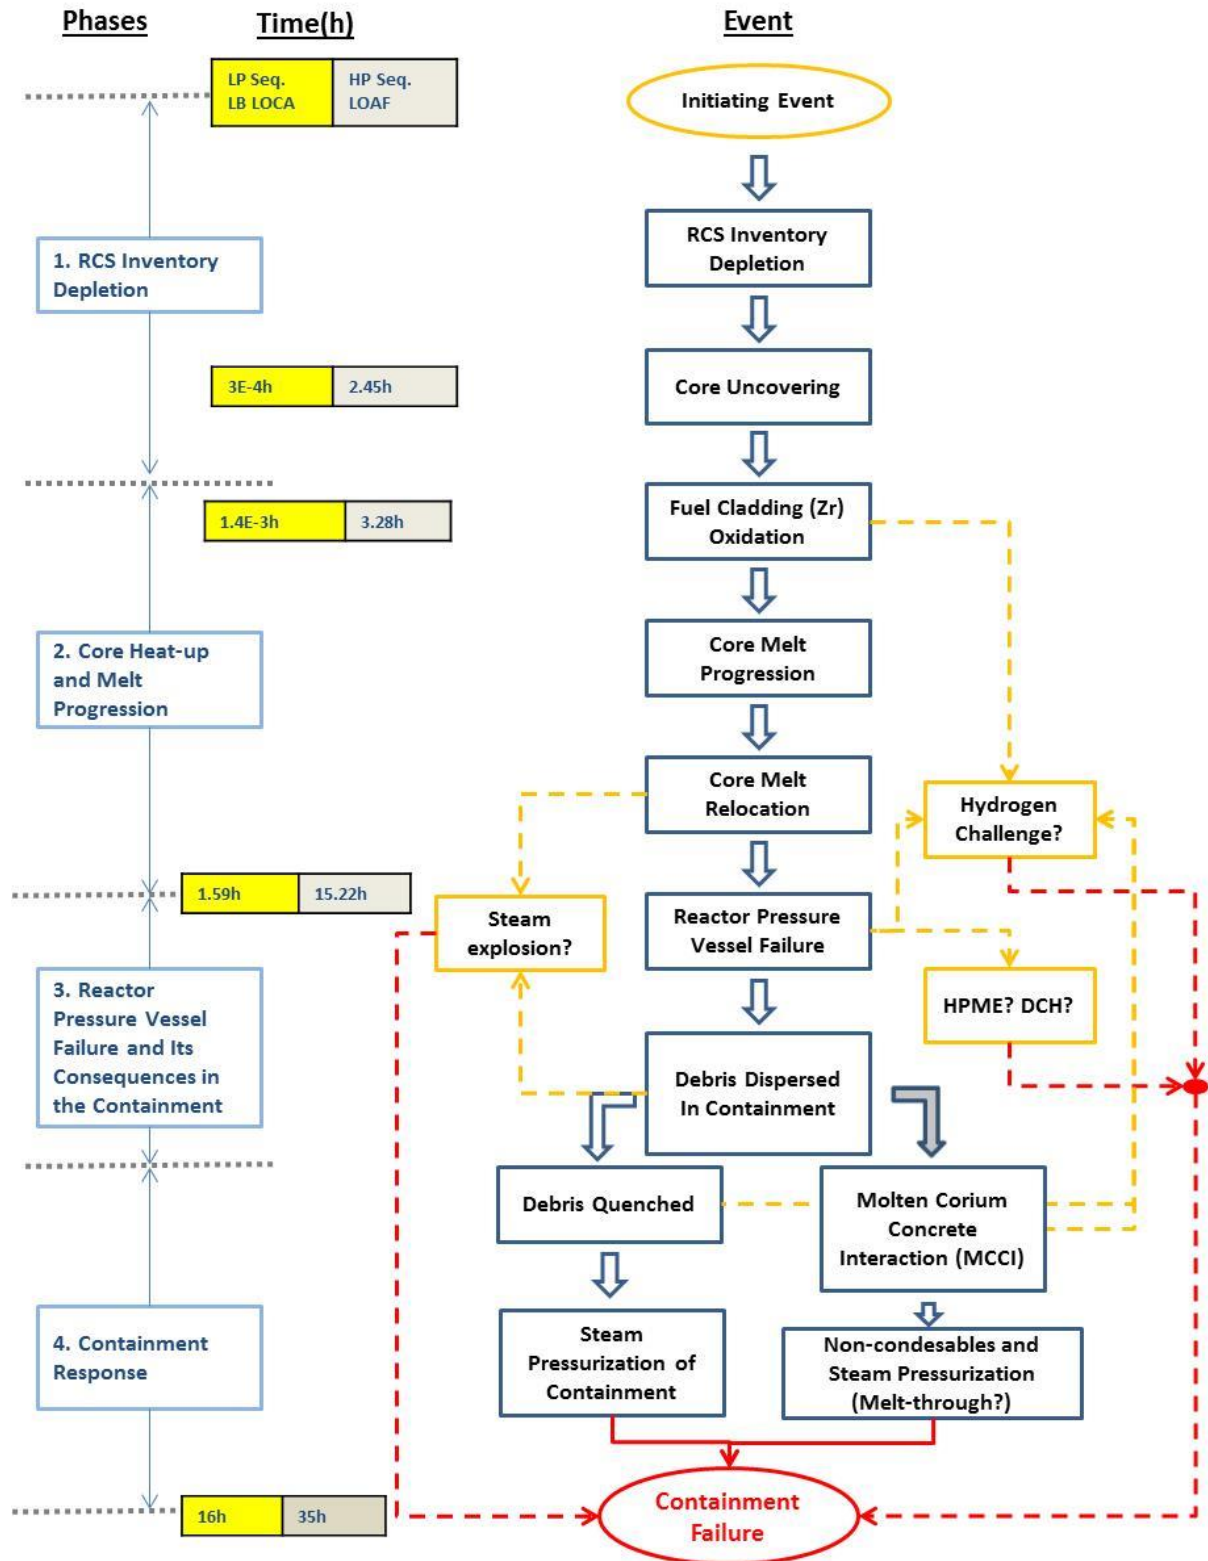 Phases
Time(h)
Event
LP Seq.
LB LOCA
HP Seq.
LOAF
Initiating Event
1. RCS Inventory
Depletion
RCS Inventory
Depletion
3E-4h
2.45h
Core Uncovering
1.4E-3h
3.28h
Fuel Cladding (Zr)
Oxidation
2. Core Heat-up
and Melt
Progression
Core Melt
Progression
Core Melt
Relocation
Hydrogen
Challenge?
1.59h
15.22h
Steam
explosion?
Reactor Pressure
Vessel Failure
3. Reactor
Pressure Vessel
Failure and Its
Consequences in
the Containment
HPME? DCH?
Debris Dispersed
In Containment
Debris Quenched
Molten Corium
Concrete
Interaction (MCCI)
4. Containment
Response
Steam
Pressurization of
Containment
Non-condesables and
Steam Pressurization
(Melt-through?)
16h
35h
Containment
Failure